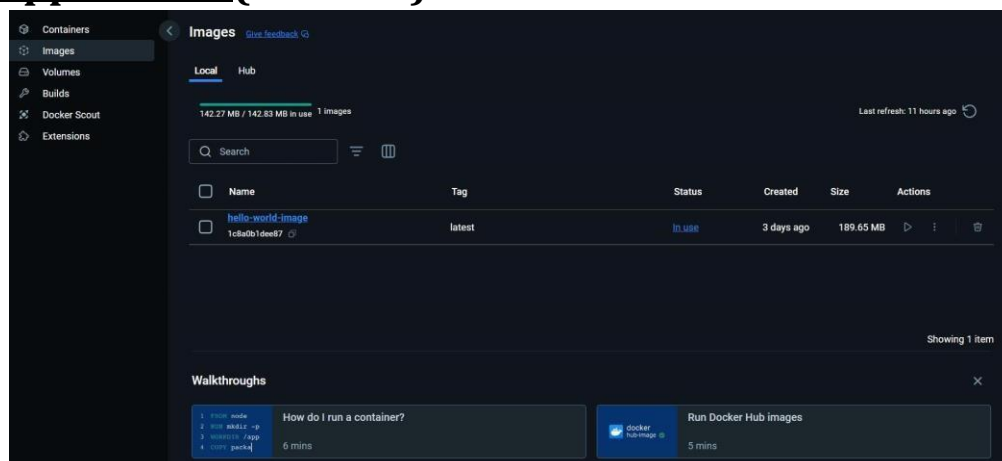 Containers
Images
Volumes
Builds
Docker Scout
Extensions
Images Give feedback
Local Hub
142.27 MB / 142.83 MB in use 1 images
Last refresh: 11 hours ago
Search
Name Tag Status Created Size Actions
hello-world-image
1c8a0b1dee87
latest In use 3 days ago 189.65 MB
Showing 1 item
Walkthroughs
1 FROM node
2 RUN mkdir -p
3 WORKDIR /app
4 COPY packa
How do I run a container?
6 mins
docker
hub-image
Run Docker Hub images
5 mins